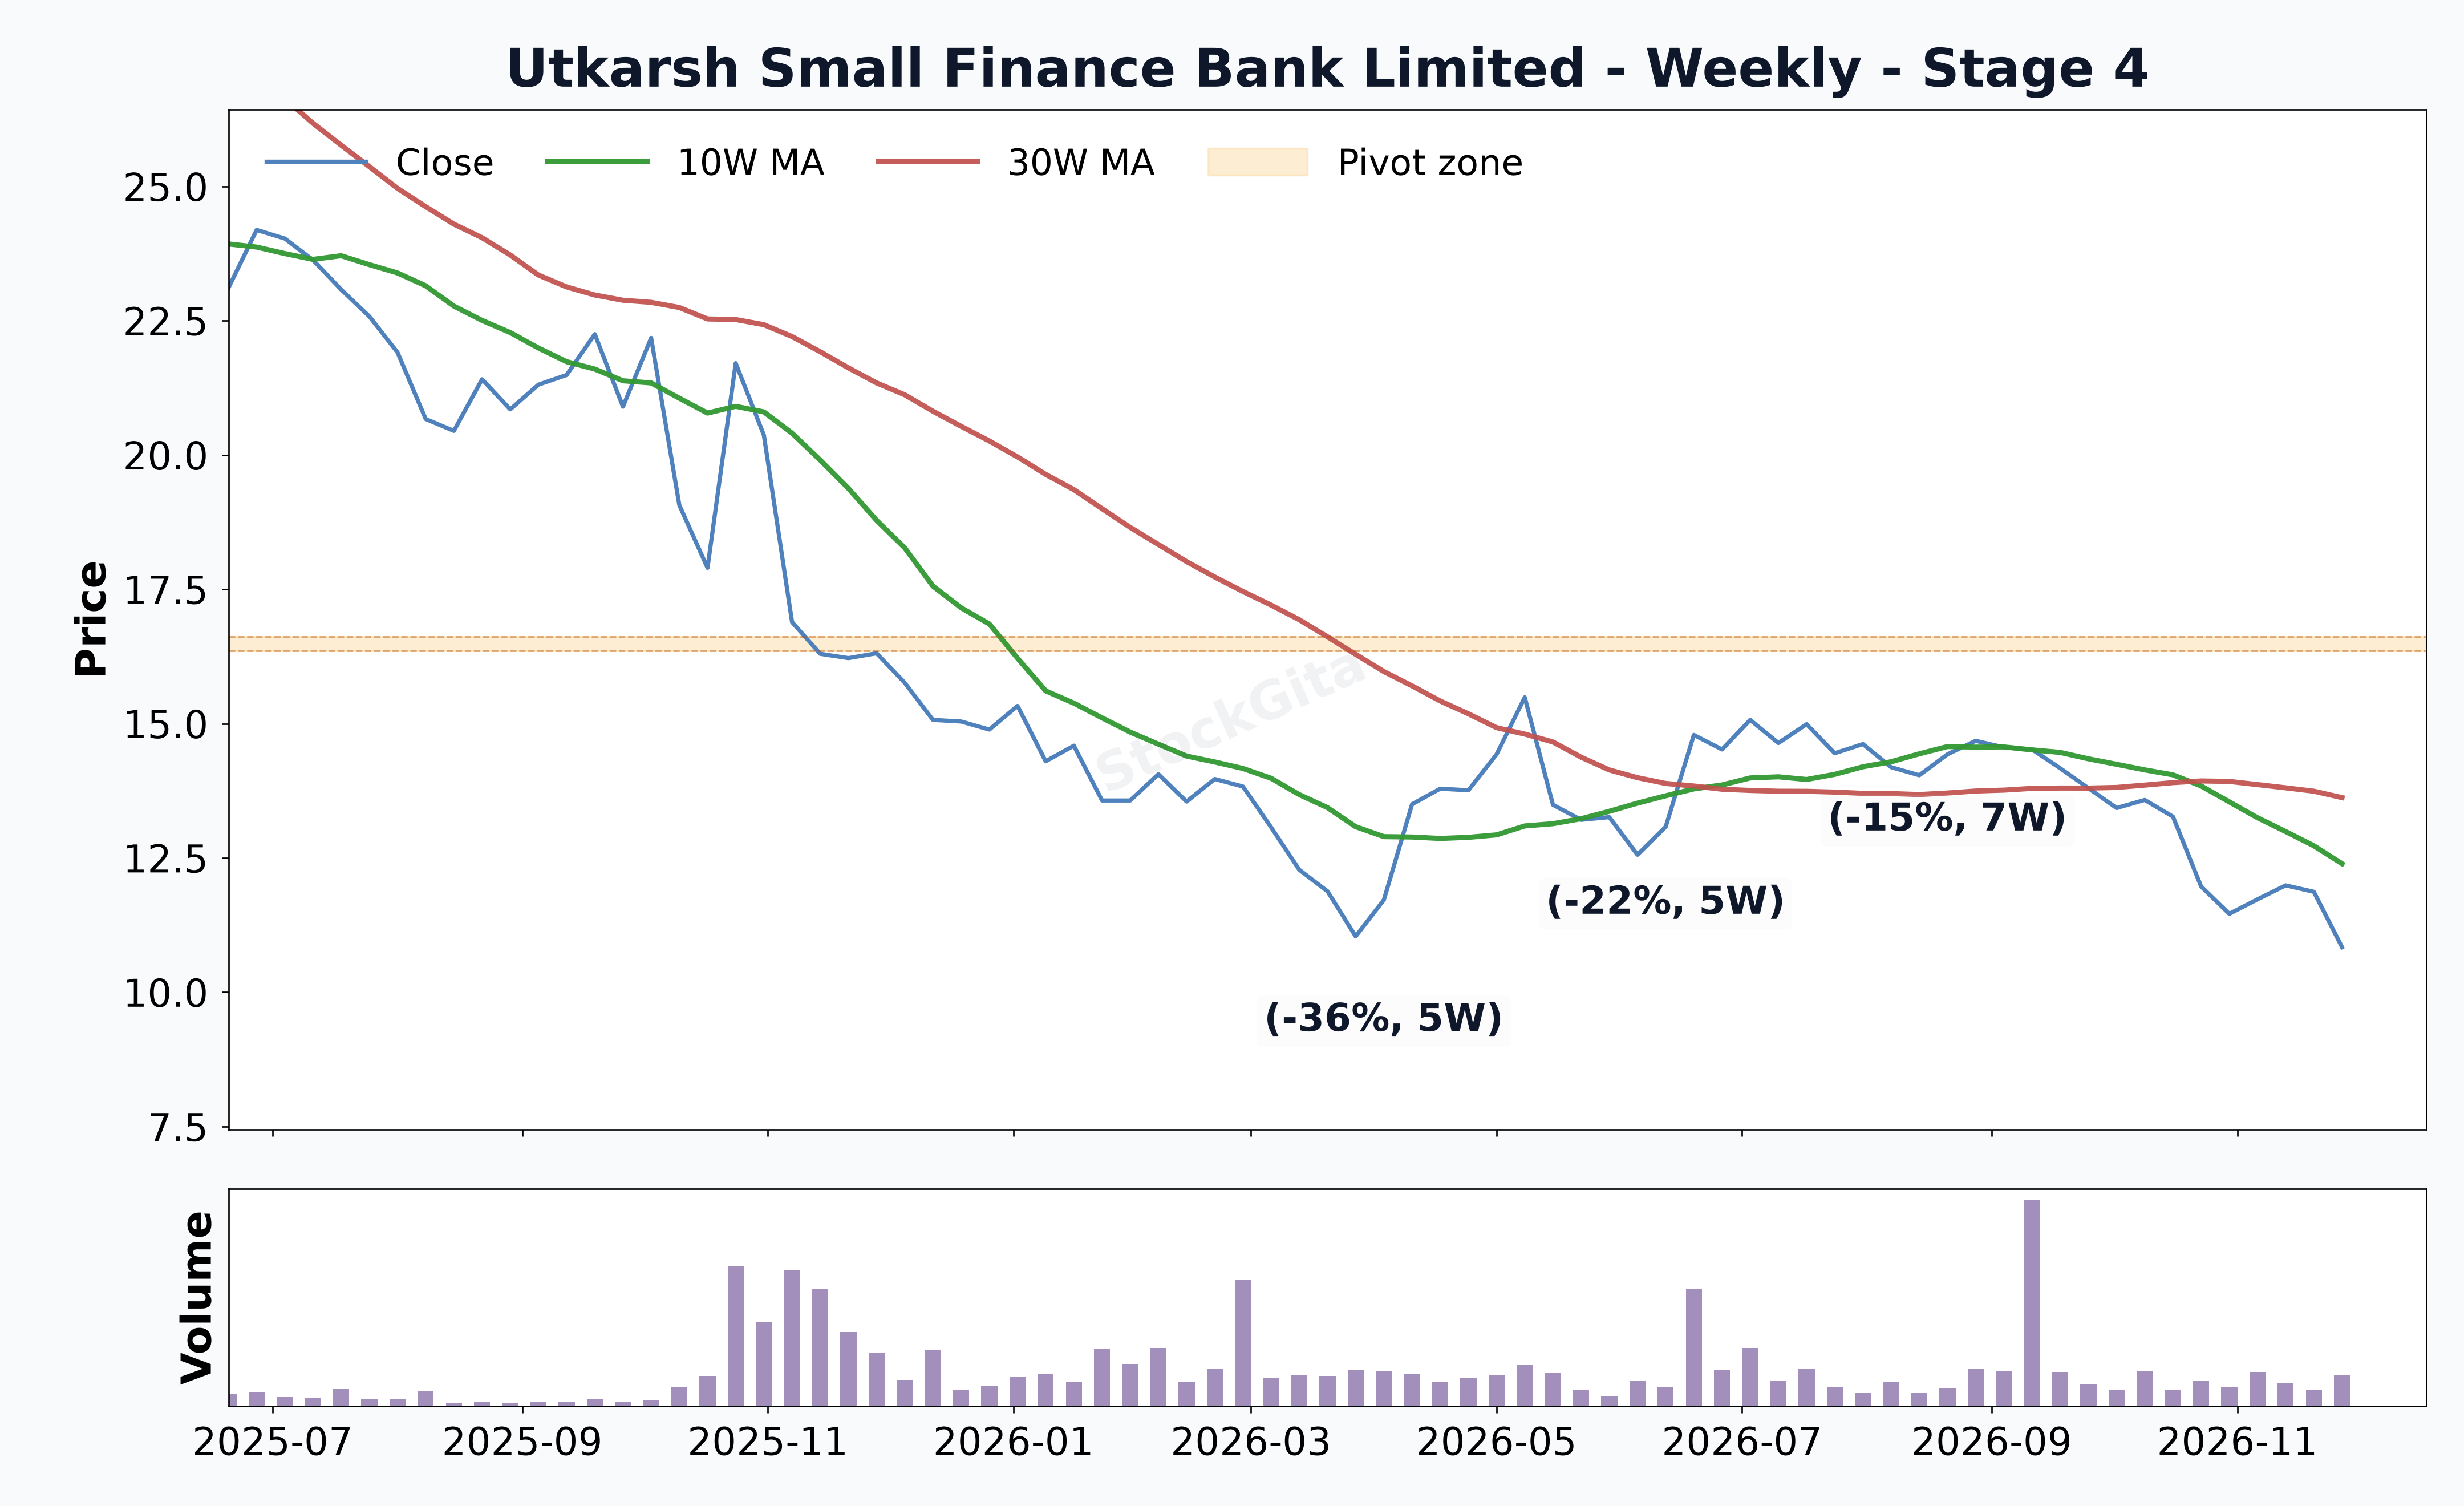 Utkarsh Small Finance Bank Limited - Weekly - Stage 4
Close 10W MA 30W MA Pivot zone
Price
25.0
22.5
20.0
17.5
15.0
12.5
10.0
7.5
StockGita
(-15%, 7W)
(-22%, 5W)
(-36%, 5W)
Volume
2025-07 2025-09 2025-11 2026-01 2026-03 2026-05 2026-07 2026-09 2026-11